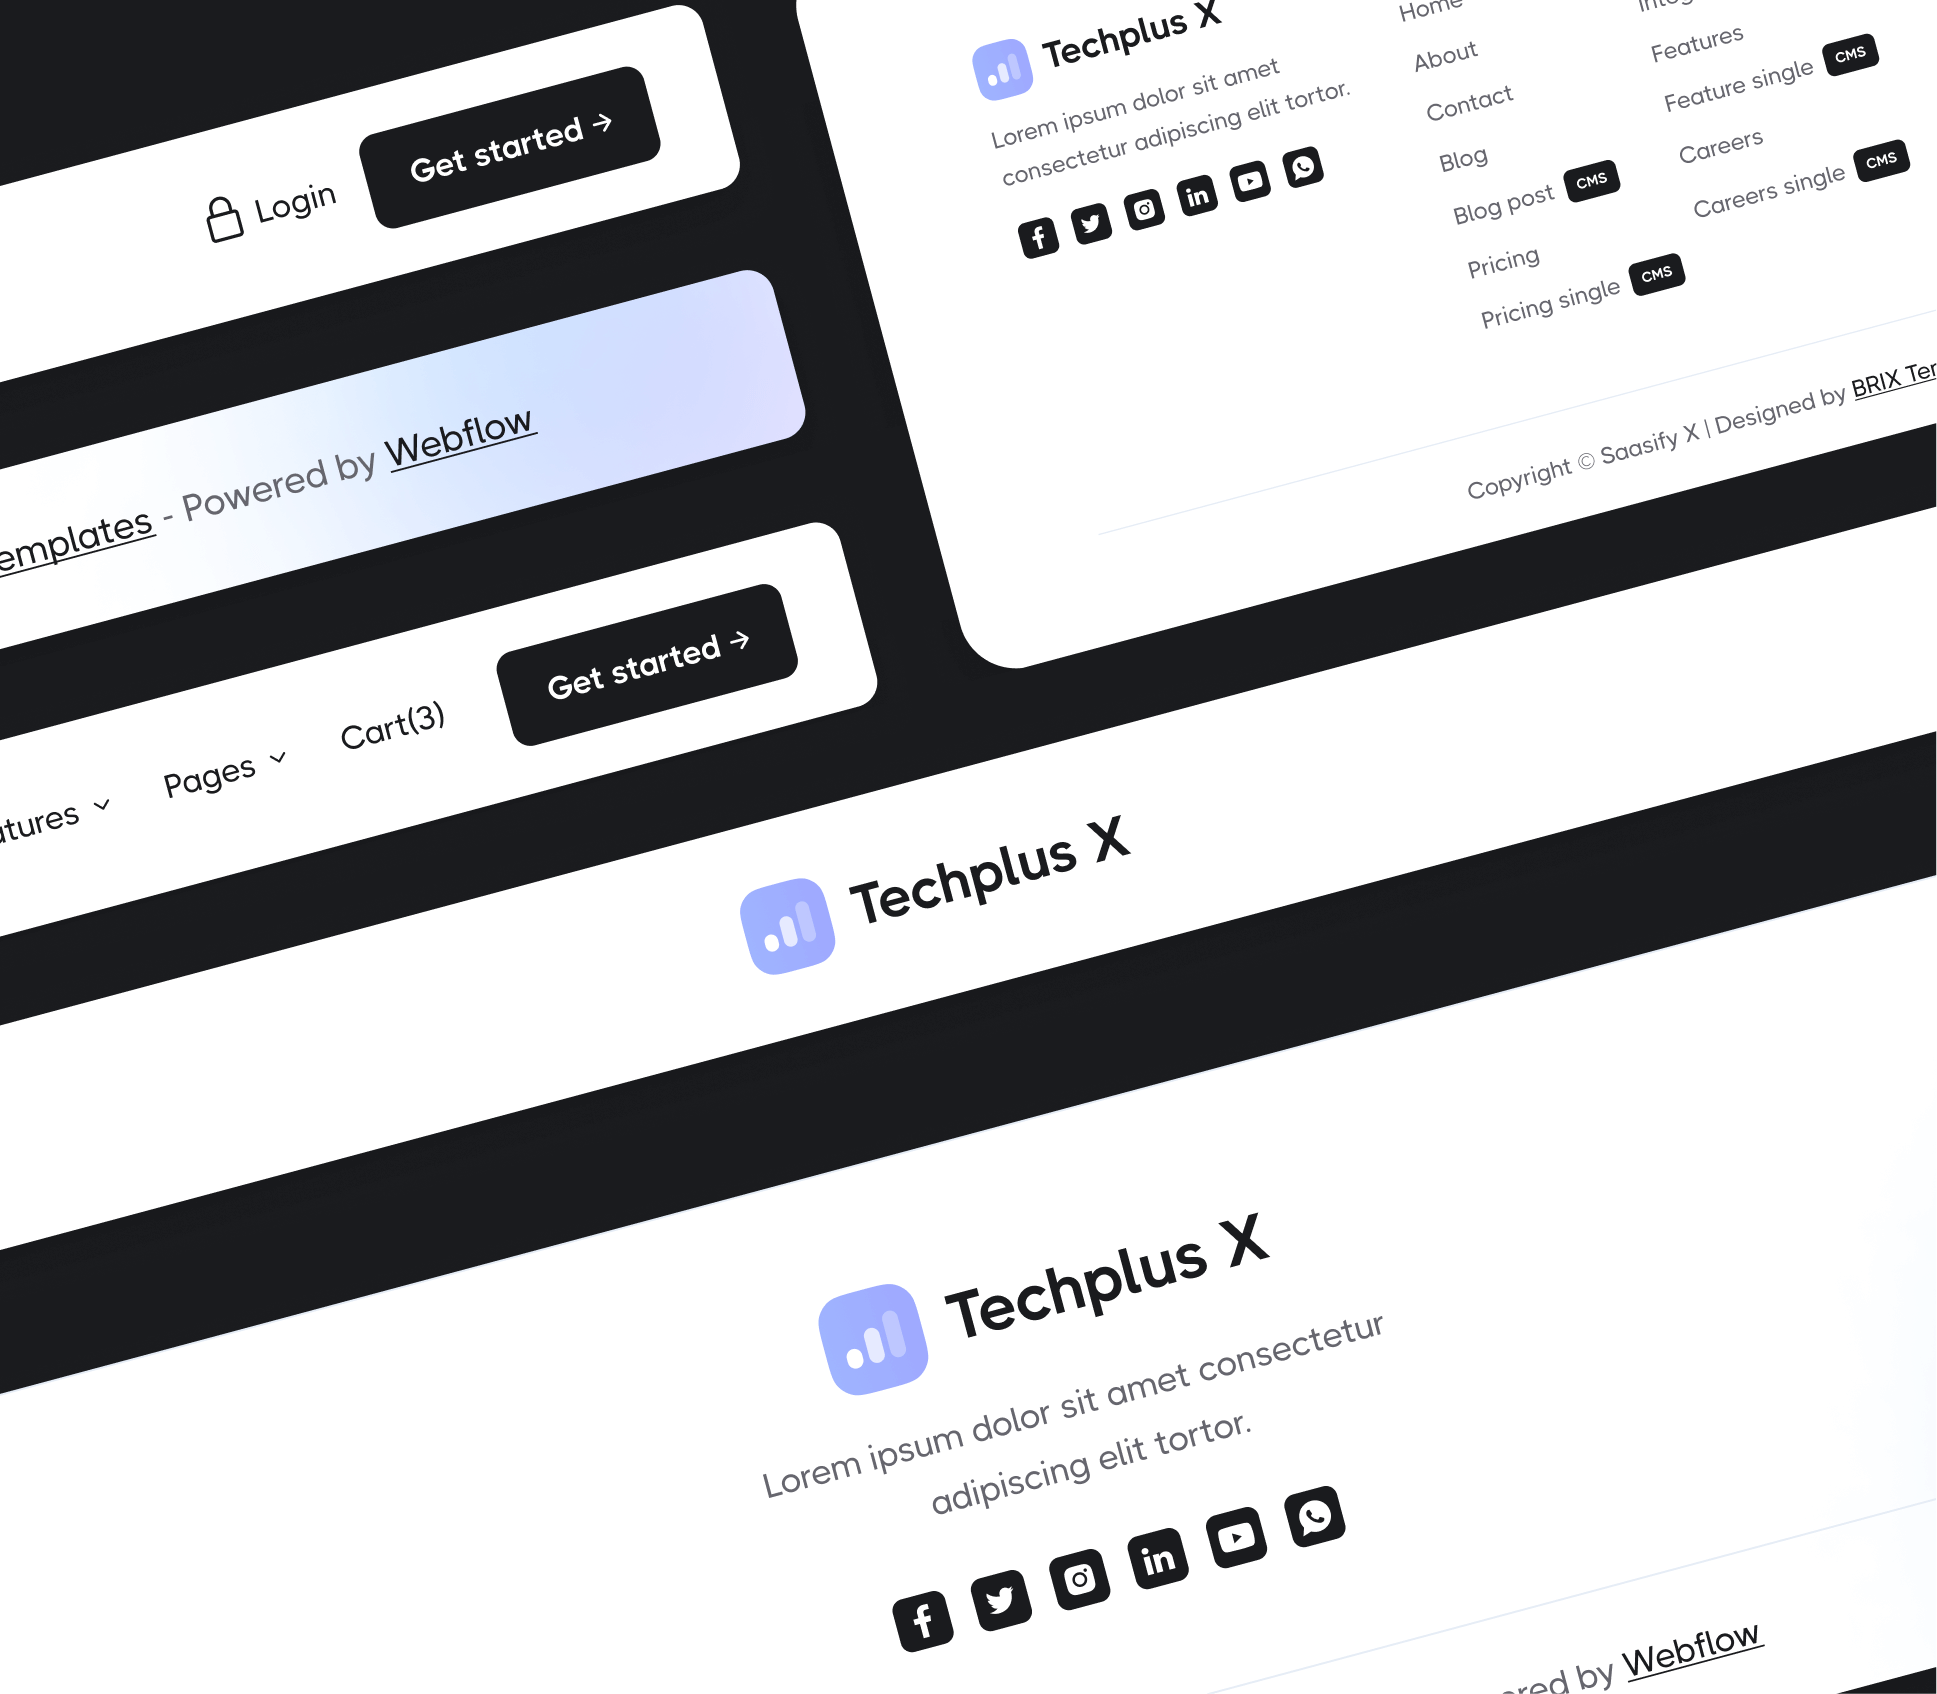 Login
Get started →
emplates - Powered by Webflow
atures
Pages
Cart(3)
Get started →
Techplus X
Lorem ipsum dolor sit amet
consectetur adipiscing elit tortor.
Home
About
Contact
Blog
Blog post CMS
Pricing
Pricing single CMS
Features
Feature single CMS
Careers
Careers single CMS
Copyright © Saasify X | Designed by BRIX
Techplus X
Techplus X
Lorem ipsum dolor sit amet consectetur
adipiscing elit tortor.
ered by Webflow